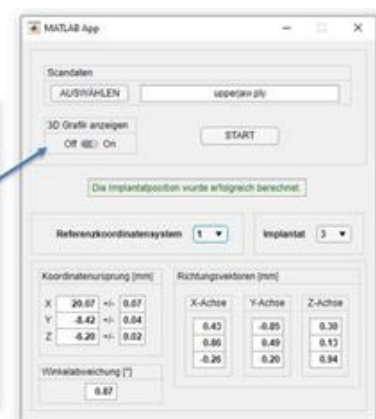 MATLAB App
Scandaten
AUSWÄHLEN upperjaw.ply
3D Grafik anzeigen
Off On
START
Die Implantatposition wurde erfolgreich berechnet.
Referenzkoordinatensystem 1 Implantat 3
Koordinatenursprung [mm] Richtungsvektoren [mm]
X-Achse Y-Achse Z-Achse
X 20.07 +/- 0.07
Y -8.42 +/- 0.04
Z -6.20 +/- 0.02
0.43 -0.85 0.30
0.86 0.49 0.13
-0.26 0.20 0.94
Winkelabweichung [°]
0.87